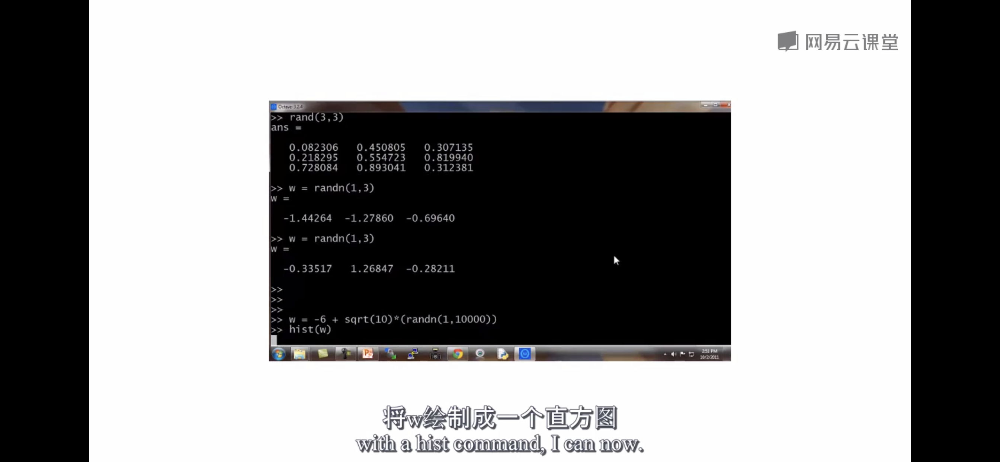 网易云课堂
Octave-3.2.4
>> rand(3,3)
ans =
0.082306 0.450805 0.307135
0.218295 0.554723 0.819940
0.728084 0.893041 0.312381
>> w = randn(1,3)
w =
-1.44264 -1.27860 -0.69640
>> w = randn(1,3)
w =
-0.33517 1.26847 -0.28211
>>
>>
>>
>> w = -6 + sqrt(10)*(randn(1,10000))
>> hist(w)
2:51 PM
10/2/2011
将w绘制成一个直方图
with a hist command, I can now.